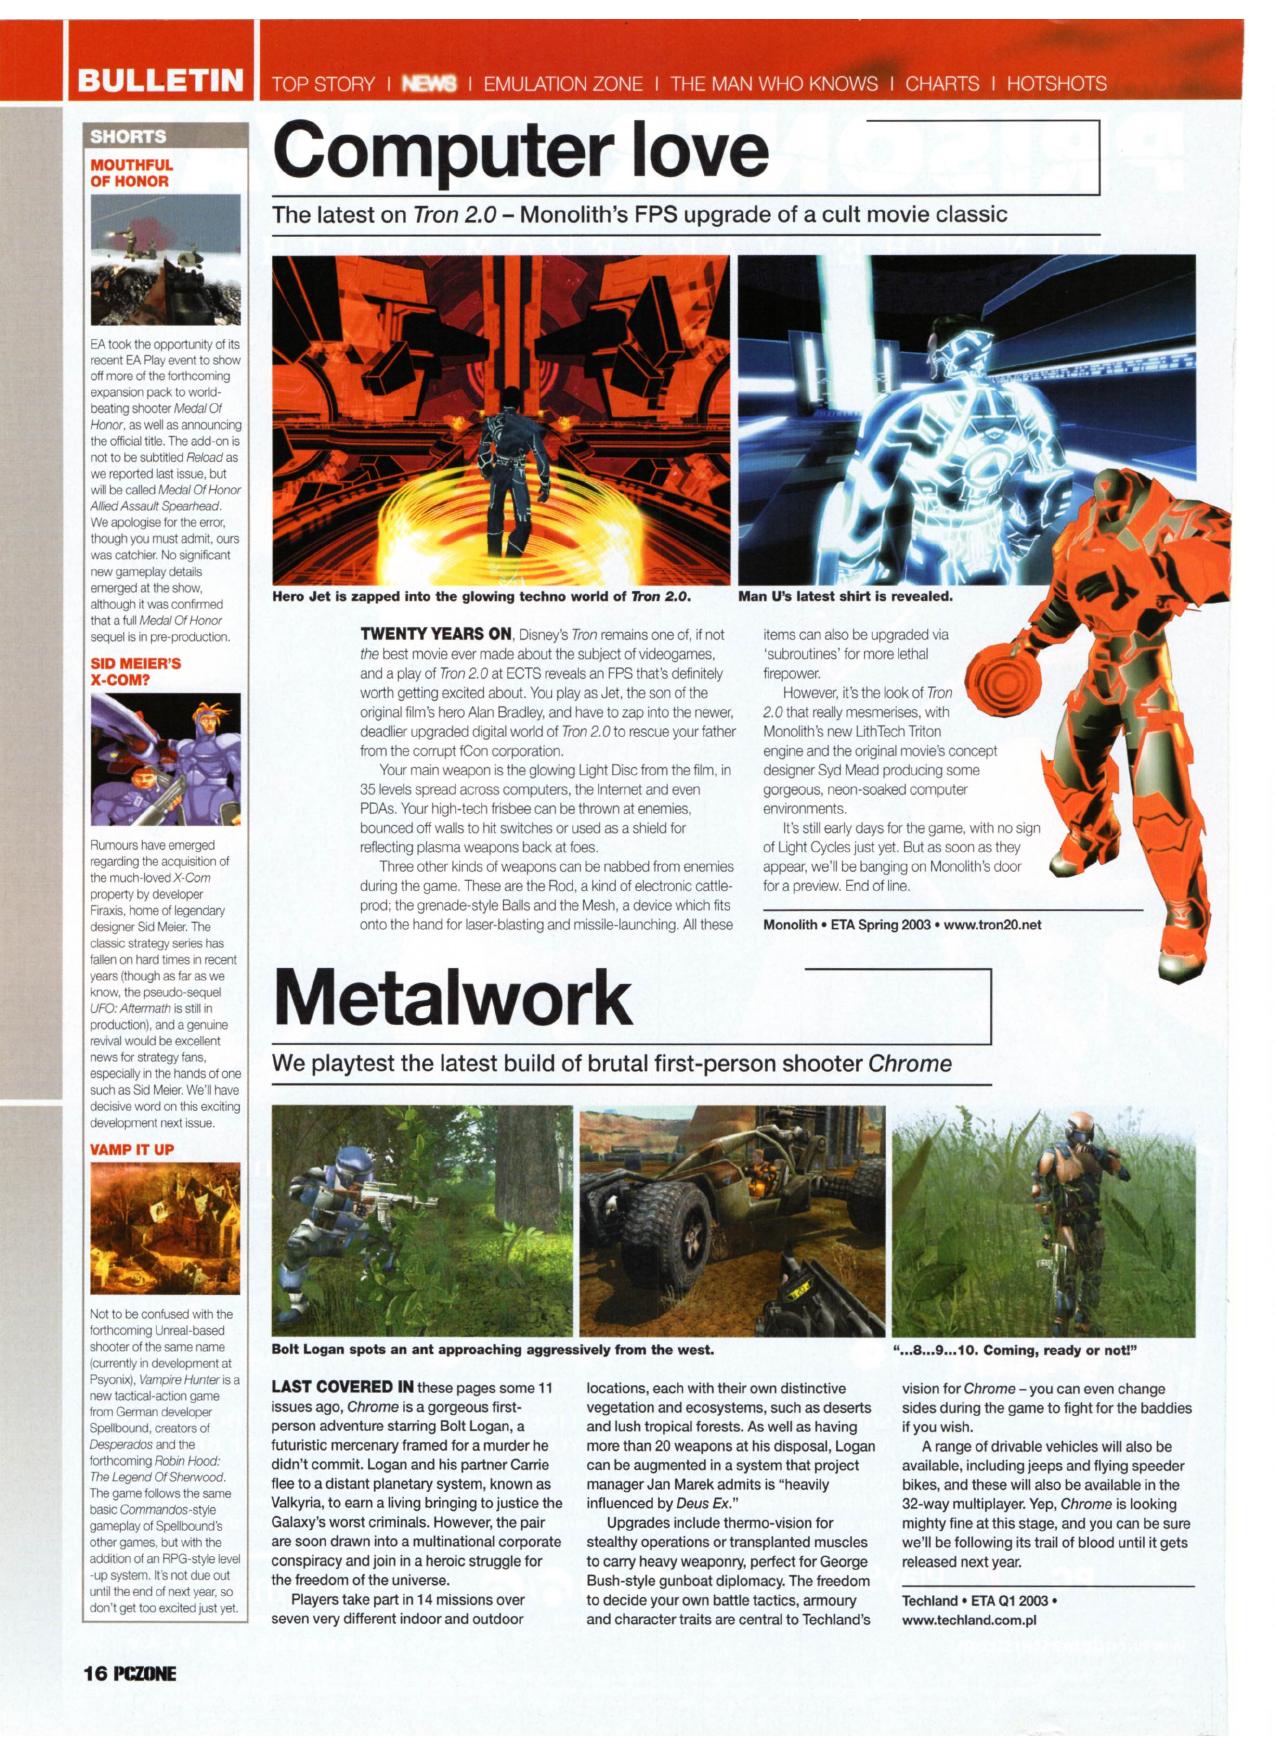 BULLETIN
TOP STORY | NEWS | EMULATION ZONE | THE MAN WHO KNOWS | CHARTS | HOTSHOTS
SHORTS
MOUTHFUL
OF HONOR
EA took the opportunity of its
recent EA Play event to show
off more of the forthcoming
expansion pack to world-
beating shooter Medal Of
Honor, as well as announcing
the official title. The add-on is
not to be subtitled Reload as
we reported last issue, but
will be called Medal Of Honor
Allied Assault Spearhead.
We apologise for the error,
though you must admit, ours
was catchier. No significant
new gameplay details
emerged at the show,
although it was confirmed
that a full Medal Of Honor
sequel is in pre-production.
SID MEIER'S
X-COM?
Rumours have emerged
regarding the acquisition of
the much-loved X-Com
property by developer
Firaxis, home of legendary
designer Sid Meier. The
classic strategy series has
fallen on hard times in recent
years (though as far as we
know, the pseudo-sequel
UFO: Aftermath is still in
production), and a genuine
revival would be excellent
news for strategy fans,
especially in the hands of one
such as Sid Meier. We'll have
decisive word on this exciting
development next issue.
VAMP IT UP
Not to be confused with the
forthcoming Unreal-based
shooter of the same name
(currently in development at
Psyonix), Vampire Hunter is a
new tactical-action game
from German developer
Spellbound, creators of
Desperados and the
forthcoming Robin Hood:
The Legend Of Sherwood.
The game follows the same
basic Commandos-style
gameplay of Spellbound's
other games, but with the
addition of an RPG-style level
-up system. It's not due out
until the end of next year, so
don't get too excited just yet.
Computer love
The latest on Tron 2.0 – Monolith's FPS upgrade of a cult movie classic
Hero Jet is zapped into the glowing techno world of Tron 2.0.
Man U's latest shirt is revealed.
TWENTY YEARS ON, Disney's Tron remains one of, if not
the best movie ever made about the subject of videogames,
and a play of Tron 2.0 at ECTS reveals an FPS that's definitely
worth getting excited about. You play as Jet, the son of the
original film's hero Alan Bradley, and have to zap into the newer,
deadlier upgraded digital world of Tron 2.0 to rescue your father
from the corrupt fCon corporation.
Your main weapon is the glowing Light Disc from the film, in
35 levels spread across computers, the Internet and even
PDAs. Your high-tech frisbee can be thrown at enemies,
bounced off walls to hit switches or used as a shield for
reflecting plasma weapons back at foes.
Three other kinds of weapons can be nabbed from enemies
during the game. These are the Rod, a kind of electronic cattle-
prod; the grenade-style Balls and the Mesh, a device which fits
onto the hand for laser-blasting and missile-launching. All these
items can also be upgraded via
'subroutines' for more lethal
firepower.
However, it's the look of Tron
2.0 that really mesmerises, with
Monolith's new LithTech Triton
engine and the original movie's concept
designer Syd Mead producing some
gorgeous, neon-soaked computer
environments.
It's still early days for the game, with no sign
of Light Cycles just yet. But as soon as they
appear, we'll be banging on Monolith's door
for a preview. End of line.
Monolith • ETA Spring 2003 • www.tron20.net
Metalwork
We playtest the latest build of brutal first-person shooter Chrome
Bolt Logan spots an ant approaching aggressively from the west.
"...8...9...10. Coming, ready or not!"
LAST COVERED IN these pages some 11
issues ago, Chrome is a gorgeous first-
person adventure starring Bolt Logan, a
futuristic mercenary framed for a murder he
didn't commit. Logan and his partner Carrie
flee to a distant planetary system, known as
Valkyria, to earn a living bringing to justice the
Galaxy's worst criminals. However, the pair
are soon drawn into a multinational corporate
conspiracy and join in a heroic struggle for
the freedom of the universe.
Players take part in 14 missions over
seven very different indoor and outdoor
locations, each with their own distinctive
vegetation and ecosystems, such as deserts
and lush tropical forests. As well as having
more than 20 weapons at his disposal, Logan
can be augmented in a system that project
manager Jan Marek admits is "heavily
influenced by Deus Ex."
Upgrades include thermo-vision for
stealthy operations or transplanted muscles
to carry heavy weaponry, perfect for George
Bush-style gunboat diplomacy. The freedom
to decide your own battle tactics, armoury
and character traits are central to Techland's
vision for Chrome – you can even change
sides during the game to fight for the baddies
if you wish.
A range of drivable vehicles will also be
available, including jeeps and flying speeder
bikes, and these will also be available in the
32-way multiplayer. Yep, Chrome is looking
mighty fine at this stage, and you can be sure
we'll be following its trail of blood until it gets
released next year.
Techland • ETA Q1 2003 •
www.techland.com.pl
16 PCZONE